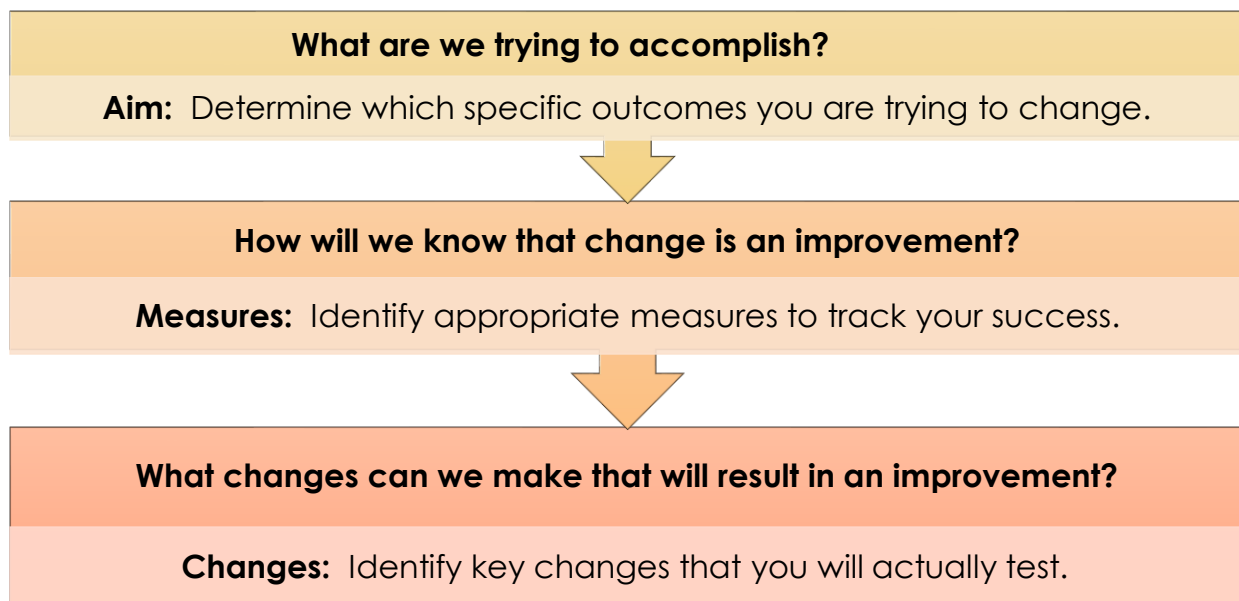 What are we trying to accomplish?
Aim: Determine which specific outcomes you are trying to change.
How will we know that change is an improvement?
Measures: Identify appropriate measures to track your success.
What changes can we make that will result in an improvement?
Changes: Identify key changes that you will actually test.